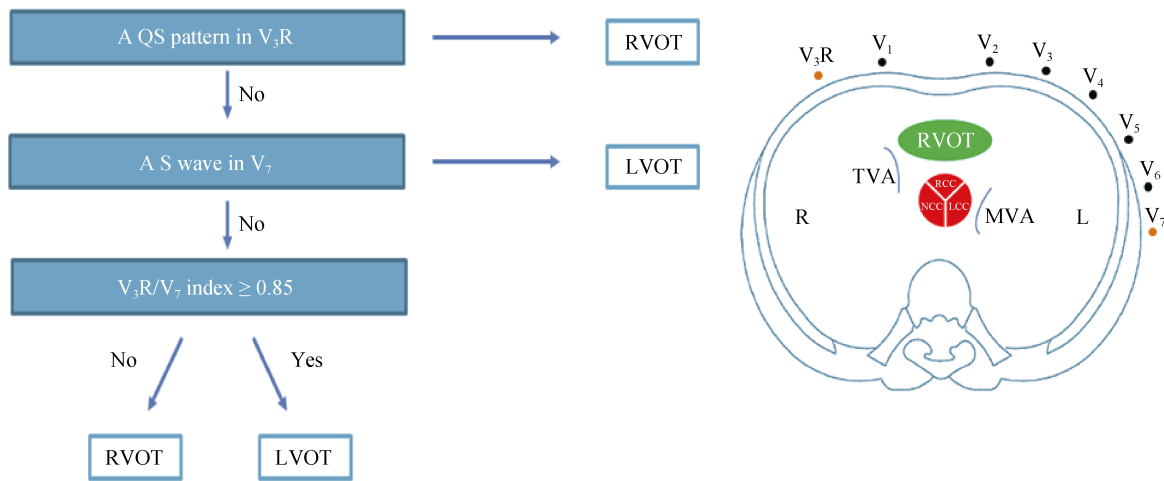 A QS pattern in V₃R
RVOT
No
A S wave in V₇
LVOT
No
V₃R/V₇ index ≥ 0.85
No
Yes
RVOT
LVOT
V₃R
V₁
V₂
V₃
V₄
V₅
V₆
V₇
RVOT
TVA
RCC
NCC
LCC
MVA
R
L